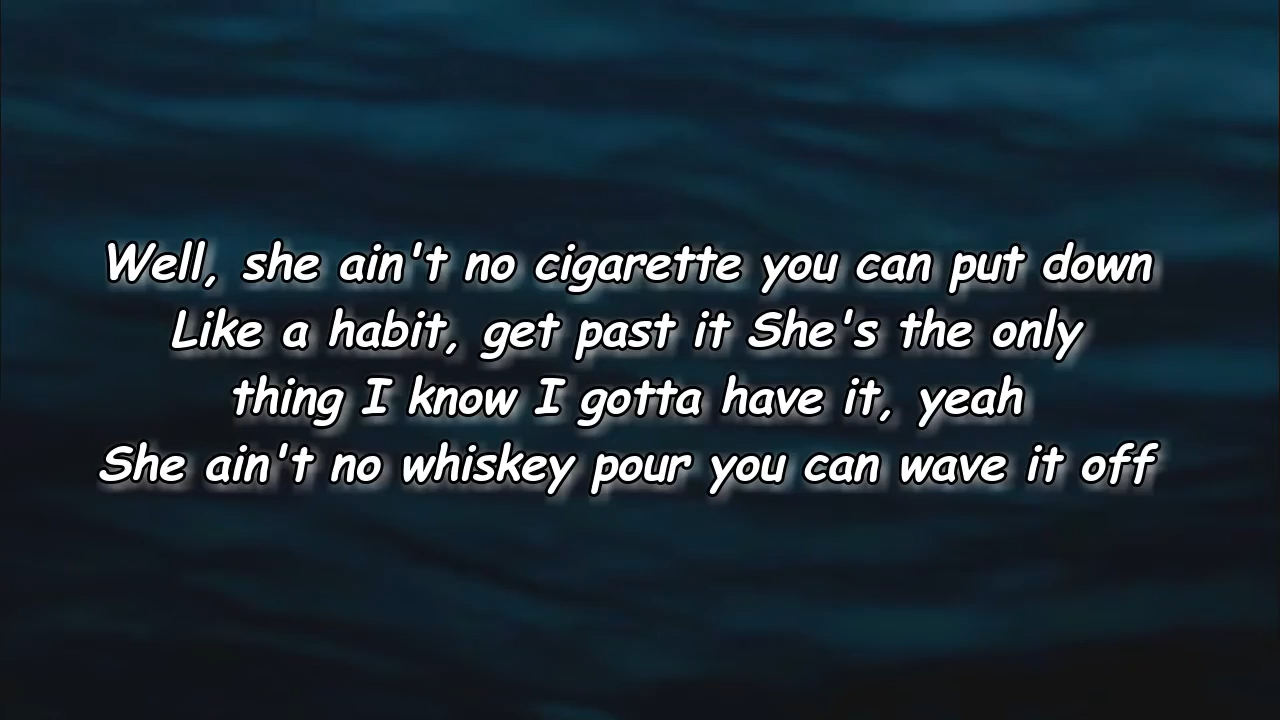 Well, she ain't no cigarette you can put down
Like a habit, get past it She's the only
thing I know I gotta have it, yeah
She ain't no whiskey pour you can wave it off